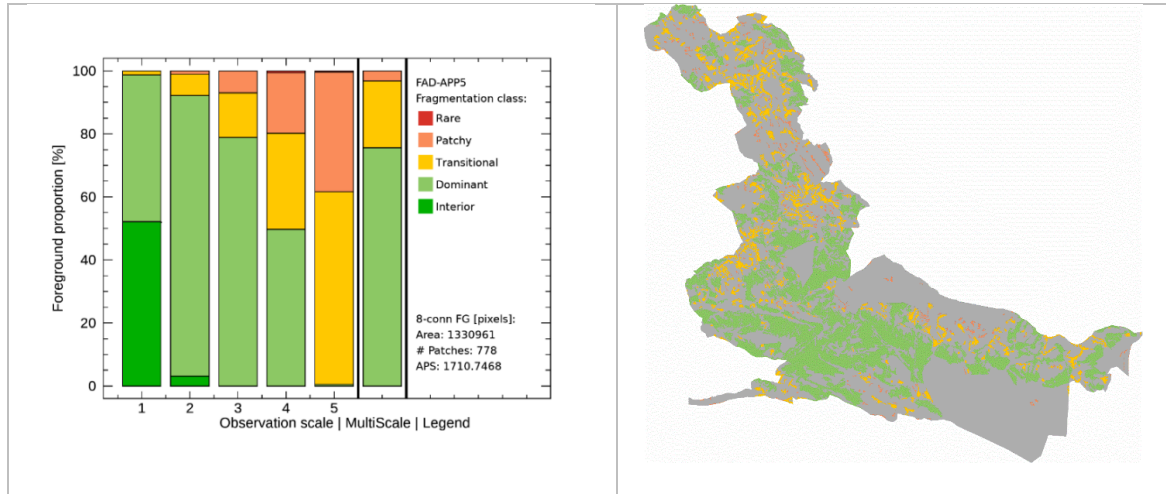 100
80
60
40
20
0
Foreground proportion [%]
FAD-APP5
Fragmentation class:
Rare
Patchy
Transitional
Dominant
Interior
8-conn FG [pixels]:
Area: 1330961
# Patches: 778
APS: 1710.7468
1 2 3 4 5
Observation scale | MultiScale | Legend